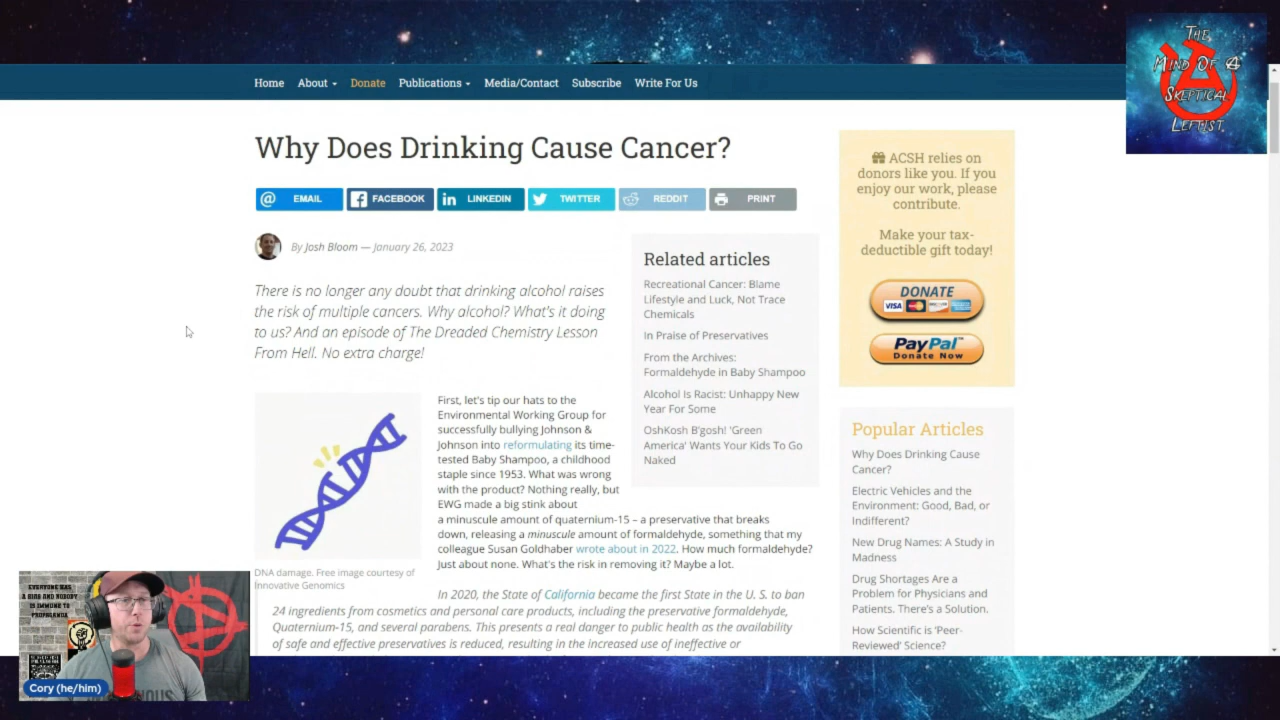 THE
MIND OF A
SKEPTICAL
LEFTIST
Home About Donate Publications Media/Contact Subscribe Write For Us
Why Does Drinking Cause Cancer?
@ EMAIL FACEBOOK in LINKEDIN TWITTER REDDIT PRINT
By Josh Bloom — January 26, 2023
There is no longer any doubt that drinking alcohol raises
the risk of multiple cancers. Why alcohol? What's it doing
to us? And an episode of The Dreaded Chemistry Lesson
From Hell. No extra charge!
First, let's tip our hats to the
Environmental Working Group for
successfully bullying Johnson &
Johnson into reformulating its time-
tested Baby Shampoo, a childhood
staple since 1953. What was wrong
with the product? Nothing really, but
EWG made a big stink about
a minuscule amount of quaternium-15 – a preservative that breaks
down, releasing a minuscule amount of formaldehyde, something that my
colleague Susan Goldhaber wrote about in 2022. How much formaldehyde?
Just about none. What's the risk in removing it? Maybe a lot.
DNA damage. Free image courtesy of
Innovative Genomics
In 2020, the State of California became the first State in the U. S. to ban
24 ingredients from cosmetics and personal care products, including the preservative formaldehyde,
Quaternium-15, and several parabens. This presents a real danger to public health as the availability
of safe and effective preservatives is reduced, resulting in the increased use of ineffective or
Related articles
Recreational Cancer: Blame
Lifestyle and Luck, Not Trace
Chemicals
In Praise of Preservatives
From the Archives:
Formaldehyde in Baby Shampoo
Alcohol Is Racist: Unhappy New
Year For Some
OshKosh B'gosh! 'Green
America' Wants Your Kids To Go
Naked
ACSH relies on
donors like you. If you
enjoy our work, please
contribute.
Make your tax-
deductible gift today!
DONATE
VISA
PayPal
Donate Now
Popular Articles
Why Does Drinking Cause
Cancer?
Electric Vehicles and the
Environment: Good, Bad, or
Indifferent?
New Drug Names: A Study in
Madness
Drug Shortages Are a
Problem for Physicians and
Patients. There's a Solution.
How Scientific is 'Peer-
Reviewed' Science?
EVERYONE HAS
A BIAS AND NOBODY
IS IMMUNE TO
PROPAGANDA
Cory (he/him)